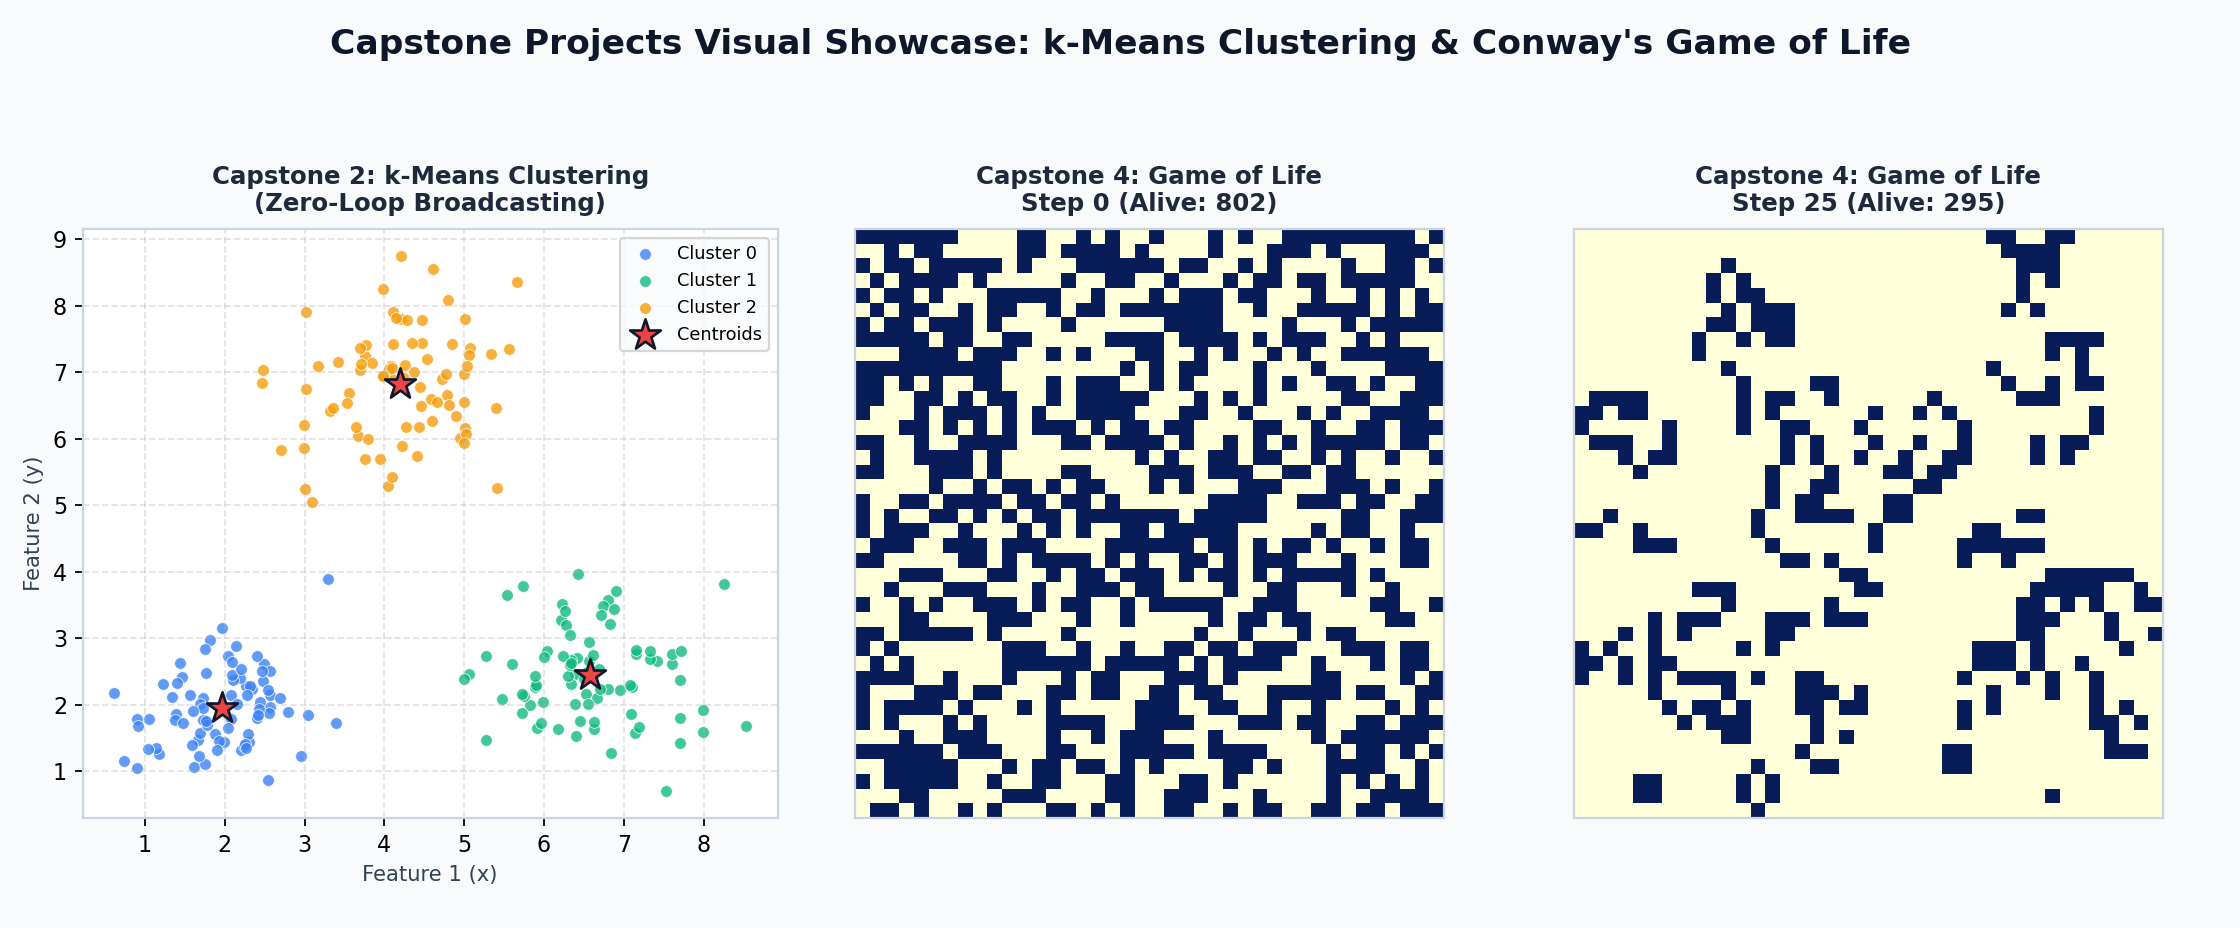 Capstone Projects Visual Showcase: k-Means Clustering & Conway's Game of Life
Capstone 2: k-Means Clustering
(Zero-Loop Broadcasting)
Cluster 0
Cluster 1
Cluster 2
Centroids
9
8
7
6
5
4
3
2
1
Feature 2 (y)
1 2 3 4 5 6 7 8
Feature 1 (x)
Capstone 4: Game of Life
Step 0 (Alive: 802)
Capstone 4: Game of Life
Step 25 (Alive: 295)